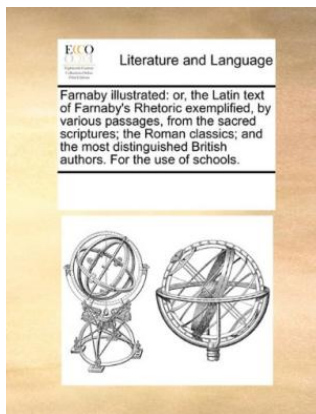 ECCO
Literature and Language
Farnaby illustrated: or, the Latin text
of Farnaby's Rhetoric exemplified, by
various passages, from the sacred
scriptures; the Roman classics; and
the most distinguished British
authors. For the use of schools.